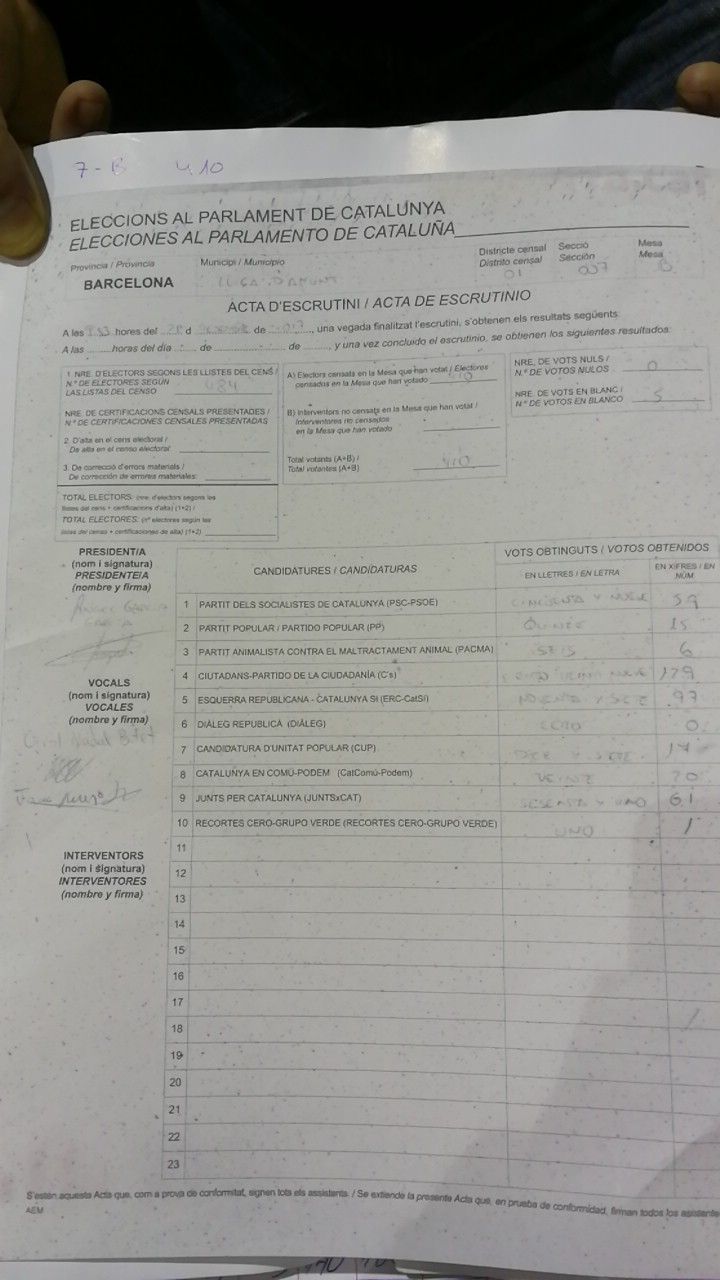 7-B 410
ELECCIONS AL PARLAMENT DE CATALUNYA
ELECCIONES AL PARLAMENTO DE CATALUÑA
Provincia / Provincia Municipi / Municipio Districte censal Secció Mesa
Distrito censal Sección Mesa
BARCELONA 01 007 B
ACTA D'ESCRUTINI / ACTA DE ESCRUTINIO
A les hores del d de , una vegada finalitzat l'escrutini, s'obtenen els resultats següents:
A las horas del día de de , y una vez concluido el escrutinio, se obtienen los siguientes resultados:
1. NRE. D'ELECTORS SEGONS LES LLISTES DEL CENS /
N.º DE ELECTORES SEGÚN
LAS LISTAS DEL CENSO 484
NRE. DE CERTIFICACIONS CENSALS PRESENTADES /
N.º DE CERTIFICACIONES CENSALES PRESENTADAS
2. D'alta en el cens electoral /
De alta en el censo electoral:
3. De correcció d'errors materials /
De corrección de errores materiales:
TOTAL ELECTORS: (nre. d'electors segons les
llistes del cens + certificacions d'alta) (1+2) /
TOTAL ELECTORES: (nº electores según las
listas del censo + certificaciones de alta) (1+2)
A) Electors censats en la Mesa que han votat / Electores
censados en la Mesa que han votado 410
B) Interventors no censats en la Mesa que han votat /
Interventores no censados
en la Mesa que han votado
Total votants (A+B) /
Total votantes (A+B) 410
NRE. DE VOTS NULS /
N.º DE VOTOS NULOS 0
NRE. DE VOTS EN BLANC /
N.º DE VOTOS EN BLANCO 5
PRESIDENT/A
(nom i signatura)
PRESIDENTE/A
(nombre y firma)
VOCALS
(nom i signatura)
VOCALES
(nombre y firma)
INTERVENTORS
(nom i signatura)
INTERVENTORES
(nombre y firma)
CANDIDATURES / CANDIDATURAS VOTS OBTINGUTS / VOTOS OBTENIDOS
EN LLETRES / EN LETRA EN XIFRES / EN NÚM
1 PARTIT DELS SOCIALISTES DE CATALUNYA (PSC-PSOE) CINCUENTA Y NUEVE 59
2 PARTIT POPULAR / PARTIDO POPULAR (PP) QUINCE 15
3 PARTIT ANIMALISTA CONTRA EL MALTRACTAMENT ANIMAL (PACMA) SEIS 6
4 CIUTADANS-PARTIDO DE LA CIUDADANÍA (C's) 129
5 ESQUERRA REPUBLICANA - CATALUNYA SÍ (ERC-CatSí) NOVENTA Y SIETE 97
6 DIÀLEG REPUBLICÀ (DIÀLEG) CERO 0
7 CANDIDATURA D'UNITAT POPULAR (CUP) 17
8 CATALUNYA EN COMÚ-PODEM (CatComú-Podem) VEINTE 20
9 JUNTS PER CATALUNYA (JUNTSxCAT) SESENTA Y UNO 61
10 RECORTES CERO-GRUPO VERDE (RECORTES CERO-GRUPO VERDE) UNO 1
11
12
13
14
15
16
17
18
19
20
21
22
23
S'estén aquesta Acta que, com a prova de conformitat, signen tots els assistents. / Se extiende la presente Acta que, en prueba de conformidad, firman todos los asistente
AEM